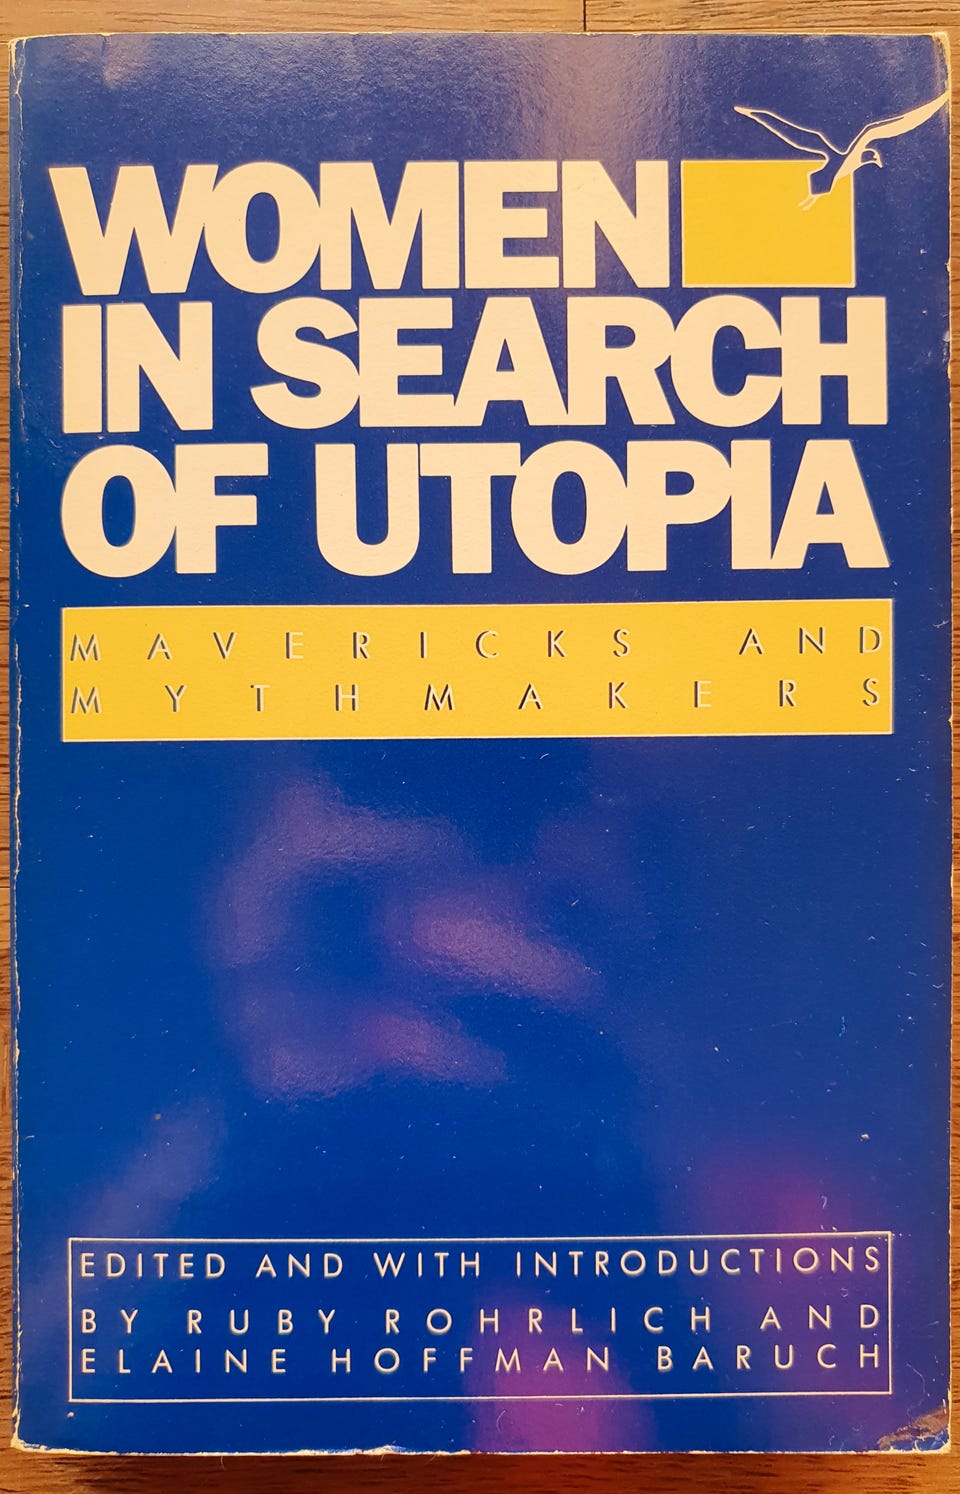 WOMEN
IN SEARCH
OF UTOPIA
MAVERICKS AND
MYTHMAKERS
EDITED AND WITH INTRODUCTIONS
BY RUBY ROHRLICH AND
ELAINE HOFFMAN BARUCH